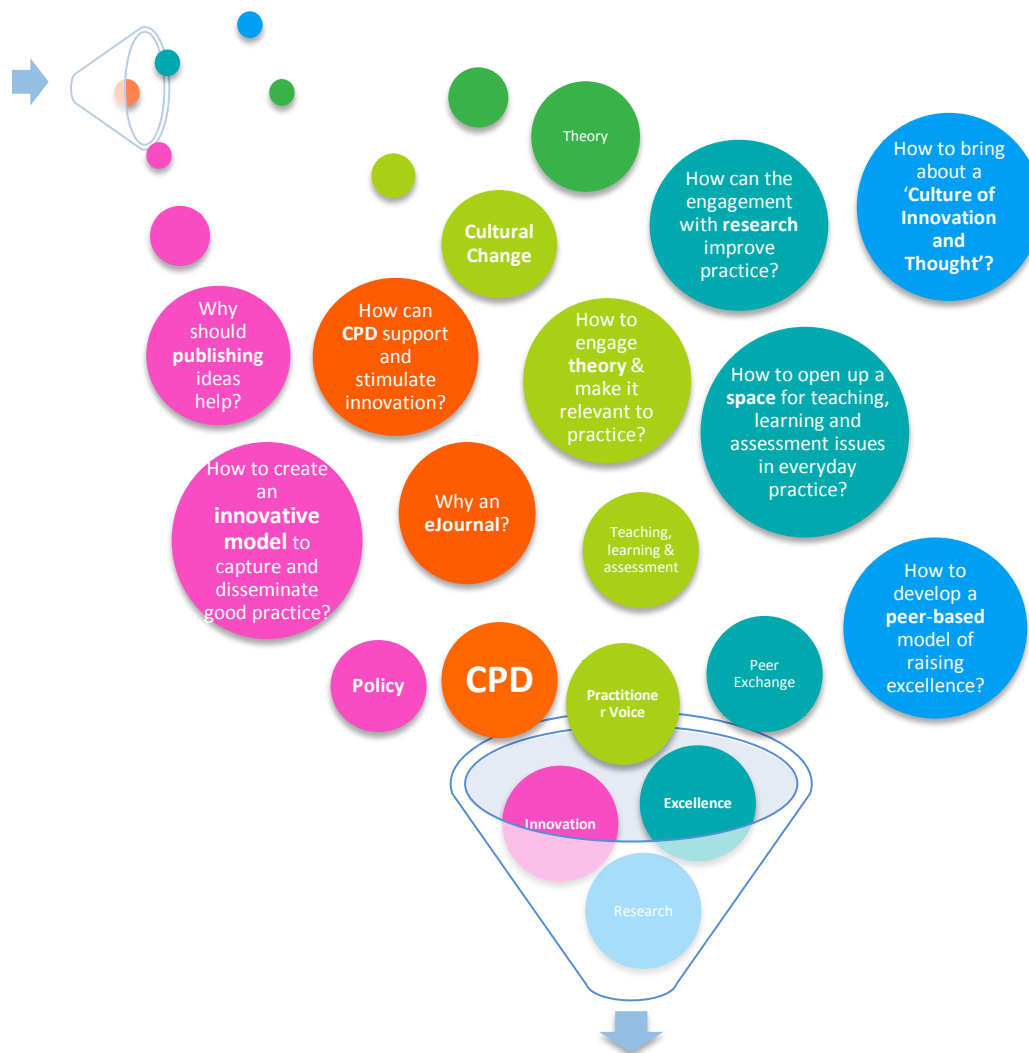 Theory
How can the
engagement
with research
improve
practice?
How to bring
about a
‘Culture of
Innovation
and
Thought’?
Cultural
Change
Why
should
publishing
ideas
help?
How can
CPD support
and
stimulate
innovation?
How to
engage
theory &
make it
relevant to
practice?
How to open up a
space for teaching,
learning and
assessment issues
in everyday
practice?
How to create
an
innovative
model to
capture and
disseminate
good practice?
Why an
eJournal?
Teaching,
learning &
assessment
How to
develop a
peer-based
model of
raising
excellence?
Policy
CPD
Practitione
r Voice
Peer
Exchange
Innovation
Excellence
Research